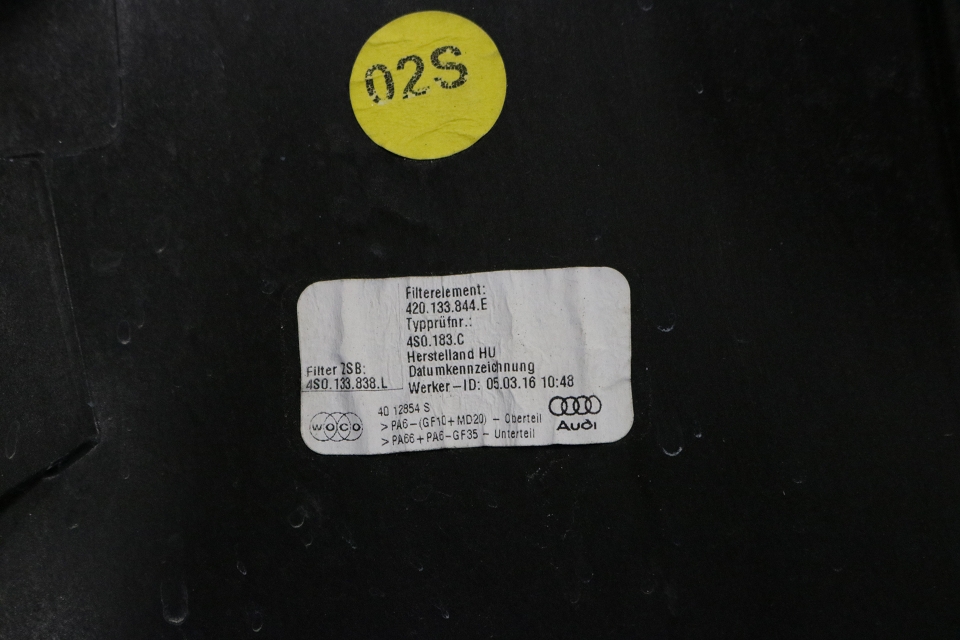 02S
Filterelement:
420.133.844.E
Typprüfnr.:
4S0.183.C
Herstelland HU
Filter ZSB:
Datumkennzeichnung
4S0.133.838.L
Werker-ID: 05.03.16 10:48
40 12854 S
WOCO
>PA6-(GF10+MD20) - Oberteil
>PA66+PA6-GF35 - Unterteil
Audi